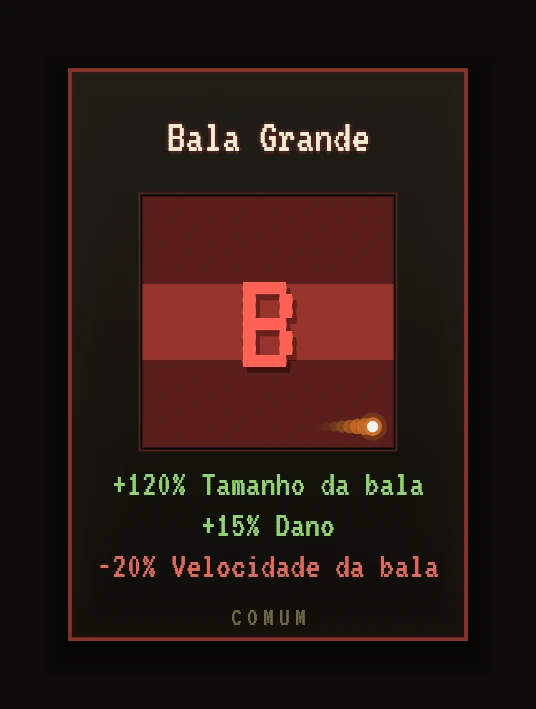 Bala Grande
B
+120% Tamanho da bala
+15% Dano
-20% Velocidade da bala
COMUM